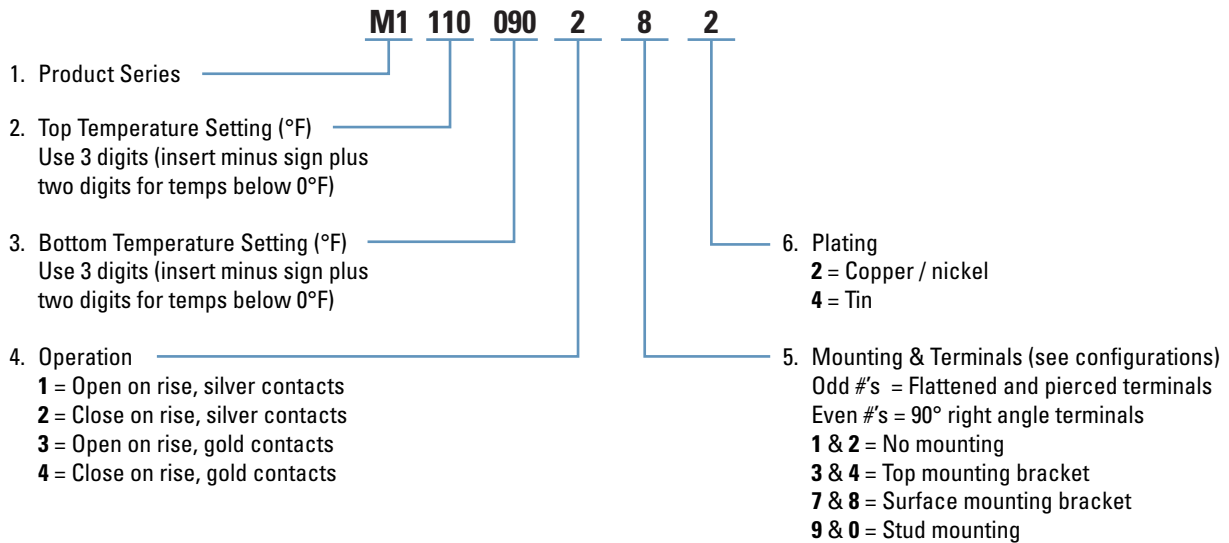 M1 110 090 2 8 2
1. Product Series
2. Top Temperature Setting (°F)
Use 3 digits (insert minus sign plus
two digits for temps below 0°F)
3. Bottom Temperature Setting (°F)
Use 3 digits (insert minus sign plus
two digits for temps below 0°F)
4. Operation
1 = Open on rise, silver contacts
2 = Close on rise, silver contacts
3 = Open on rise, gold contacts
4 = Close on rise, gold contacts
6. Plating
2 = Copper / nickel
4 = Tin
5. Mounting & Terminals (see configurations)
Odd #'s = Flattened and pierced terminals
Even #'s = 90° right angle terminals
1 & 2 = No mounting
3 & 4 = Top mounting bracket
7 & 8 = Surface mounting bracket
9 & 0 = Stud mounting